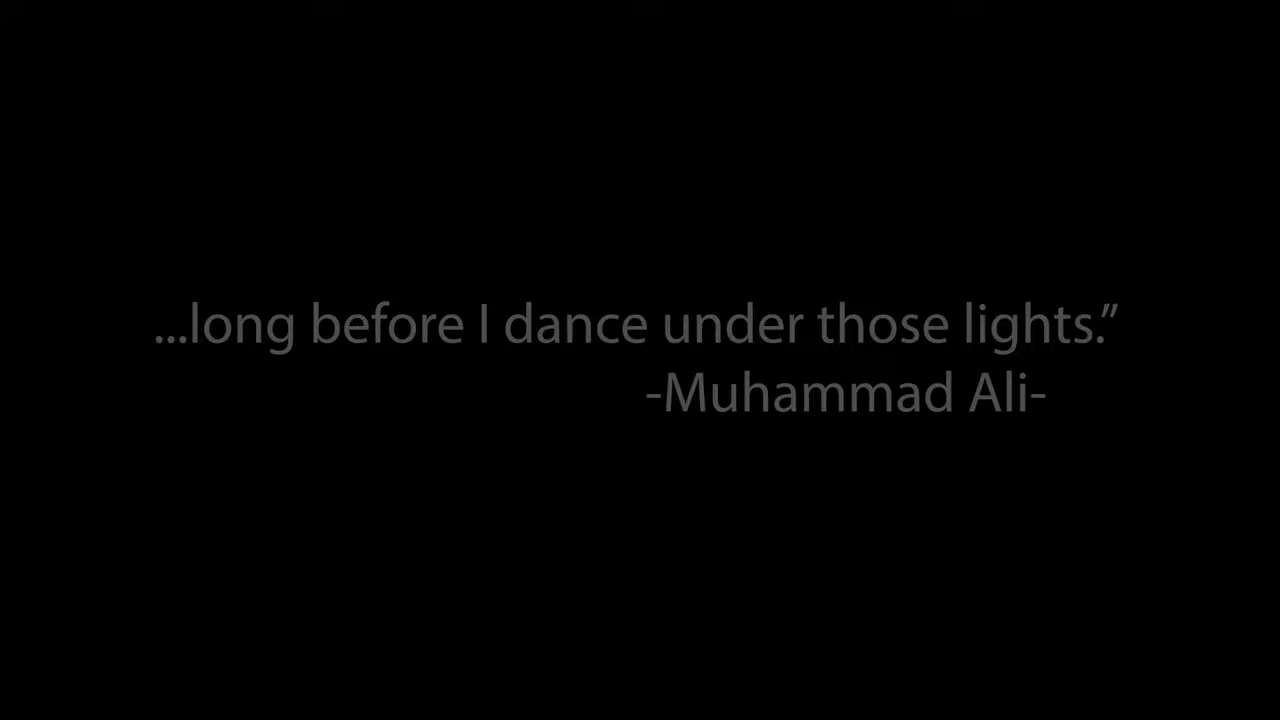 ...long before I dance under those lights.”
-Muhammad Ali-